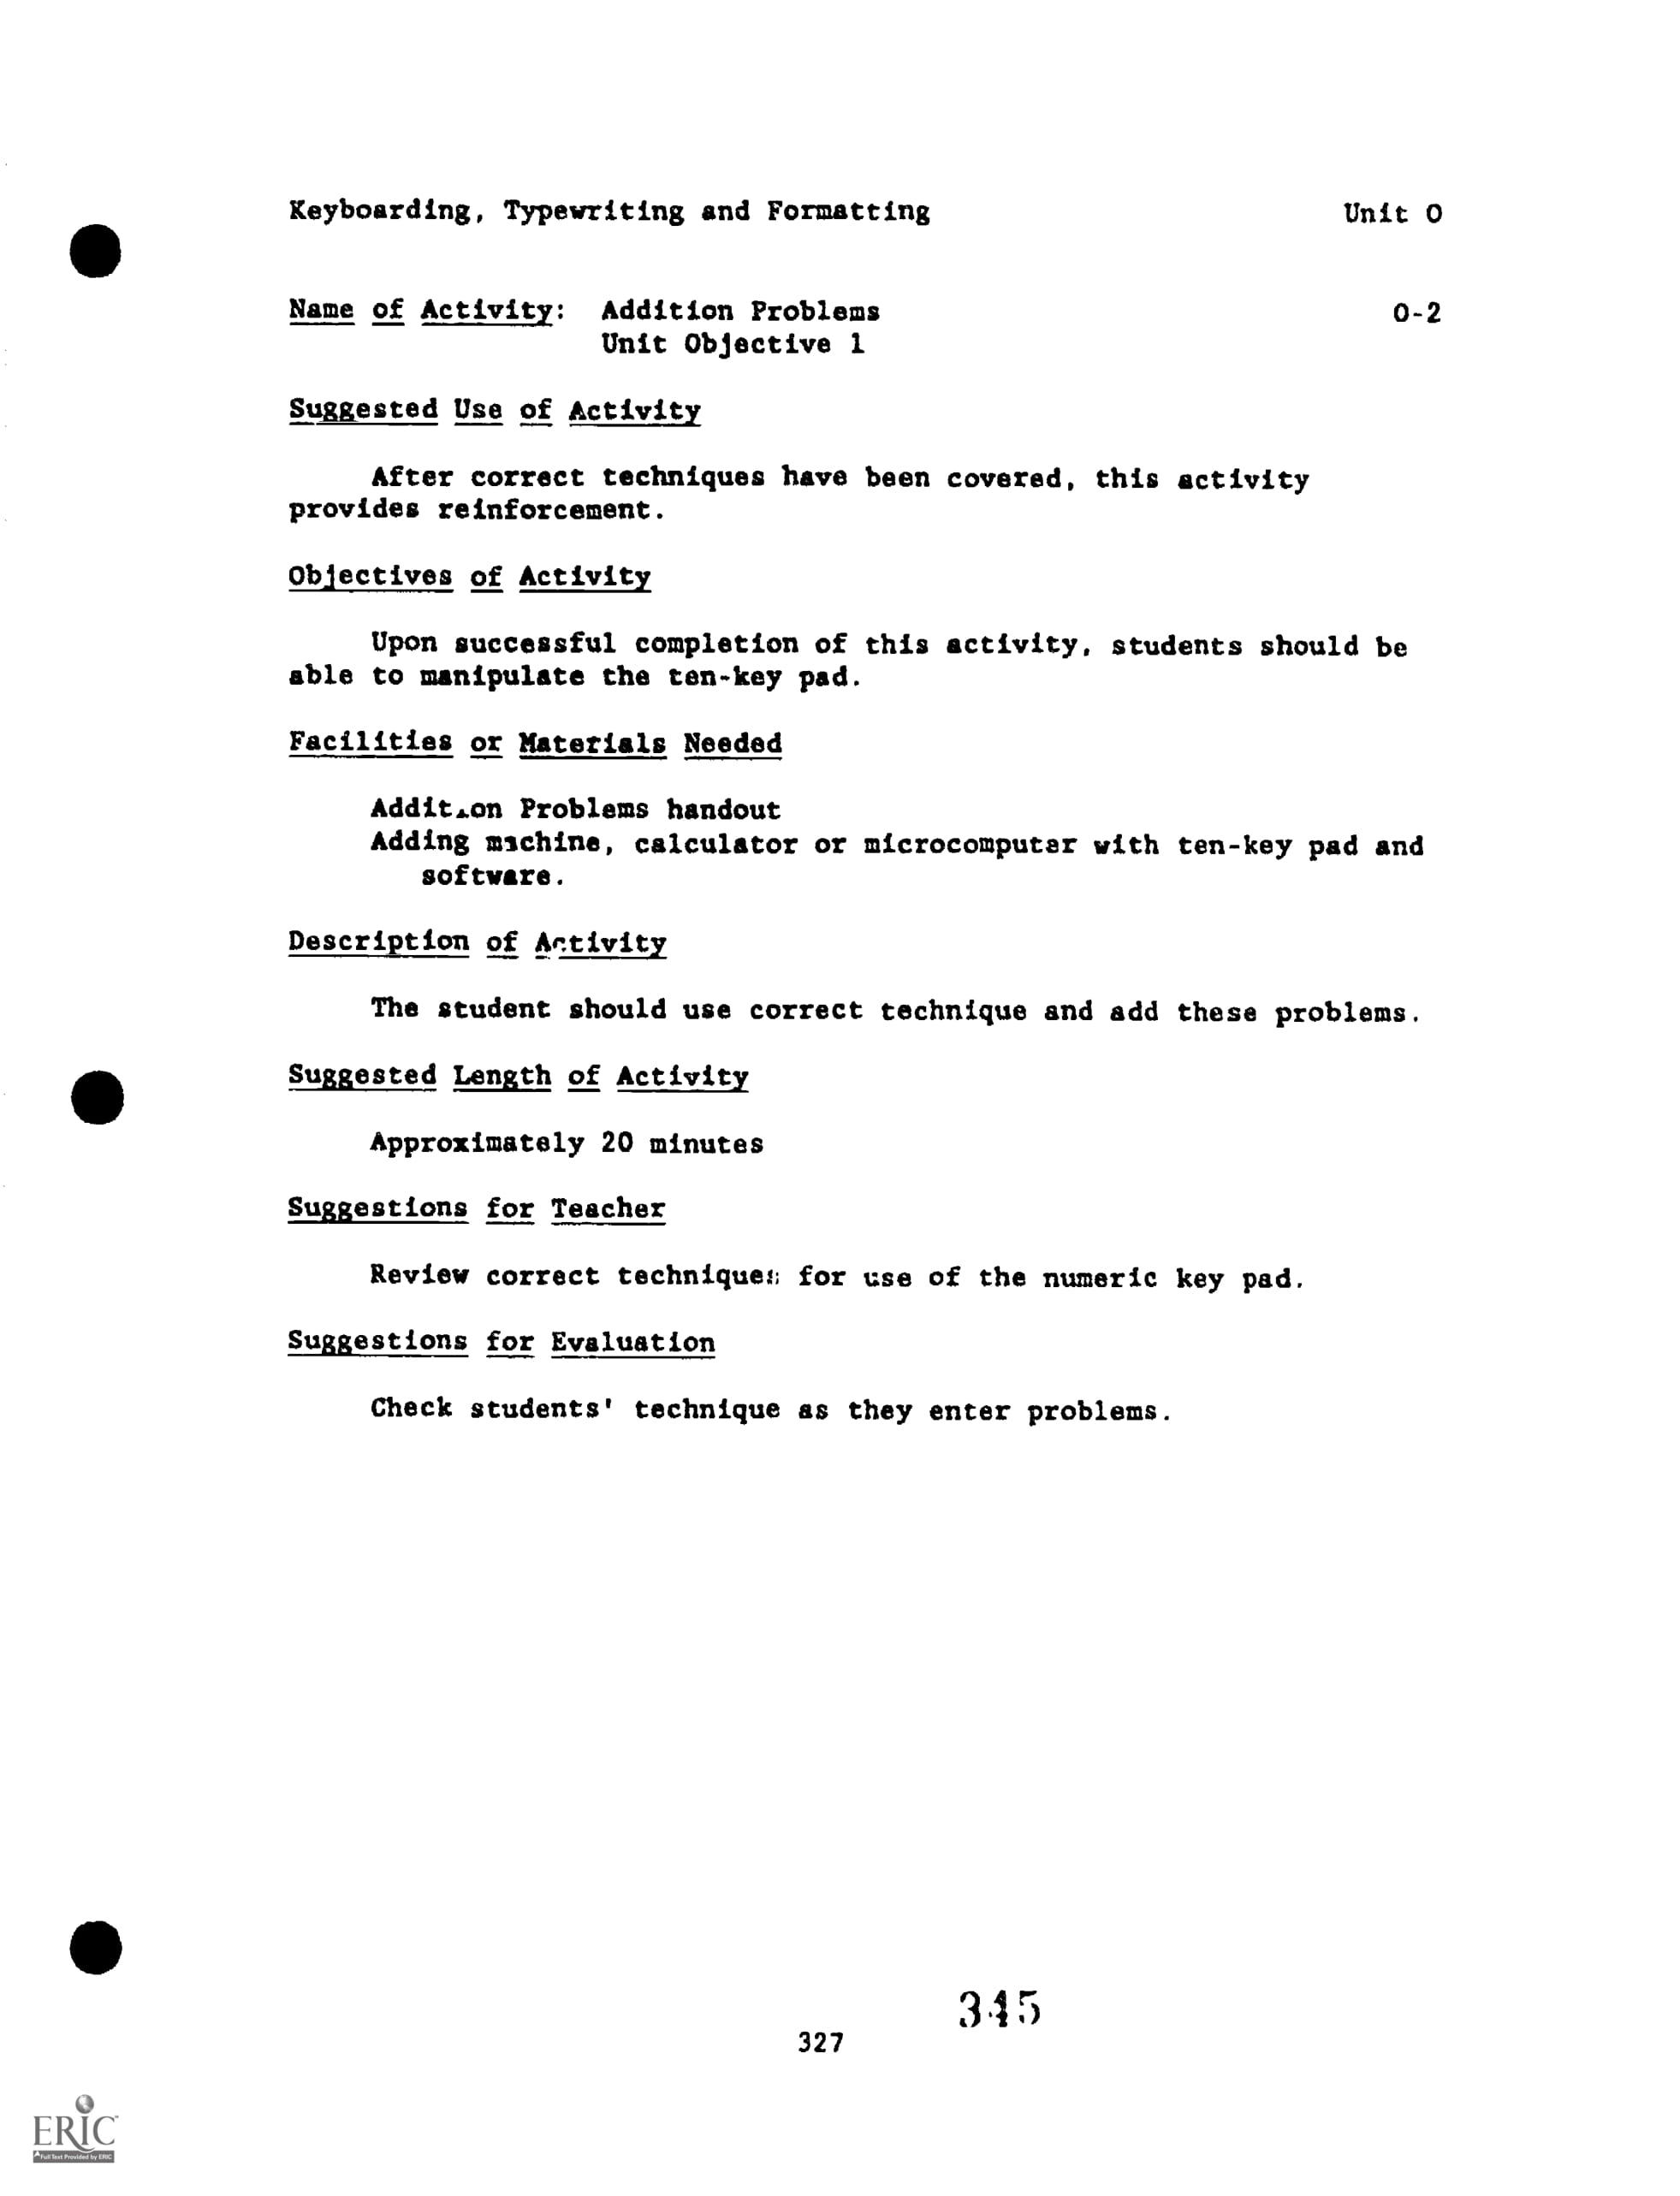 Keyboarding, Typewriting and Formatting Unit O
Name of Activity: Addition Problems O-2
Unit Objective 1
Suggested Use of Activity
After correct techniques have been covered, this activity
provides reinforcement.
Objectives of Activity
Upon successful completion of this activity, students should be
able to manipulate the ten-key pad.
Facilities or Materials Needed
Addition Problems handout
Adding machine, calculator or microcomputer with ten-key pad and
software.
Description of Activity
The student should use correct technique and add these problems.
Suggested Length of Activity
Approximately 20 minutes
Suggestions for Teacher
Review correct techniques for use of the numeric key pad.
Suggestions for Evaluation
Check students' technique as they enter problems.
345
327
ERIC
Full Text Provided by ERIC